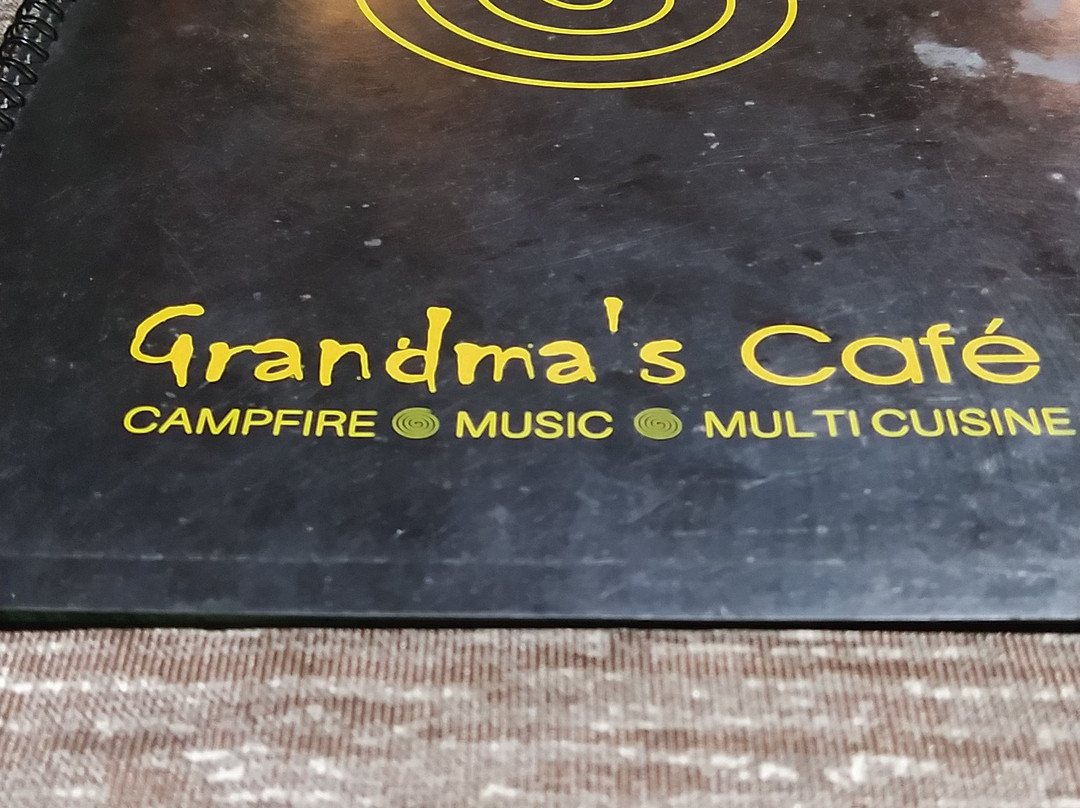 Grandma's Café
CAMPFIRE MUSIC MULTI CUISINE